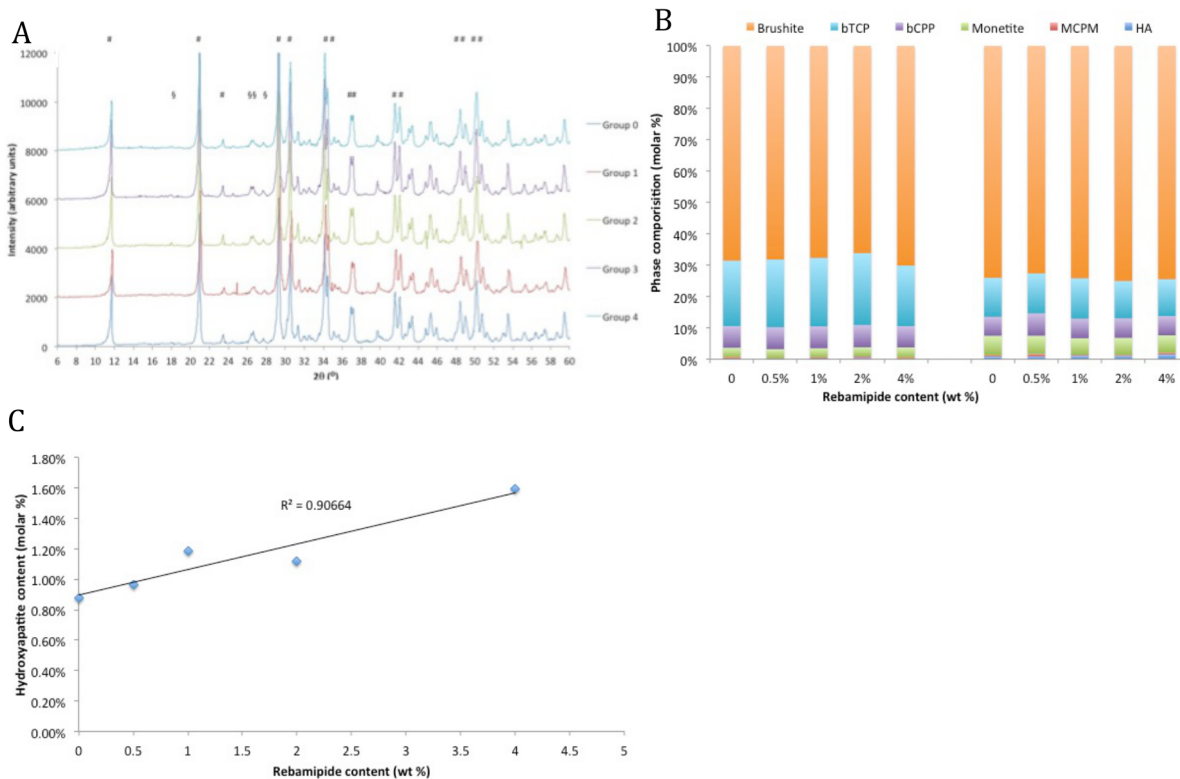 A
# # # # # # # # # #
§ # §§ § ## # #
12000
10000
8000
6000
4000
2000
0
Intensity (arbitrary units)
6 8 10 12 14 16 18 20 22 24 26 28 30 32 34 36 38 40 42 44 46 48 50 52 54 56 58 60
2θ (º)
Group 0
Group 1
Group 2
Group 3
Group 4
B
Brushite bTCP bCPP Monetite MCPM HA
100%
90%
80%
70%
60%
50%
40%
30%
20%
10%
0%
Phase comporisition (molar %)
0 0.5% 1% 2% 4% 0 0.5% 1% 2% 4%
Rebamipide content (wt %)
C
1.80%
1.60%
1.40%
1.20%
1.00%
0.80%
0.60%
0.40%
0.20%
0.00%
Hydroxyapatite content (molar %)
R² = 0.90664
0 0.5 1 1.5 2 2.5 3 3.5 4 4.5 5
Rebamipide content (wt %)